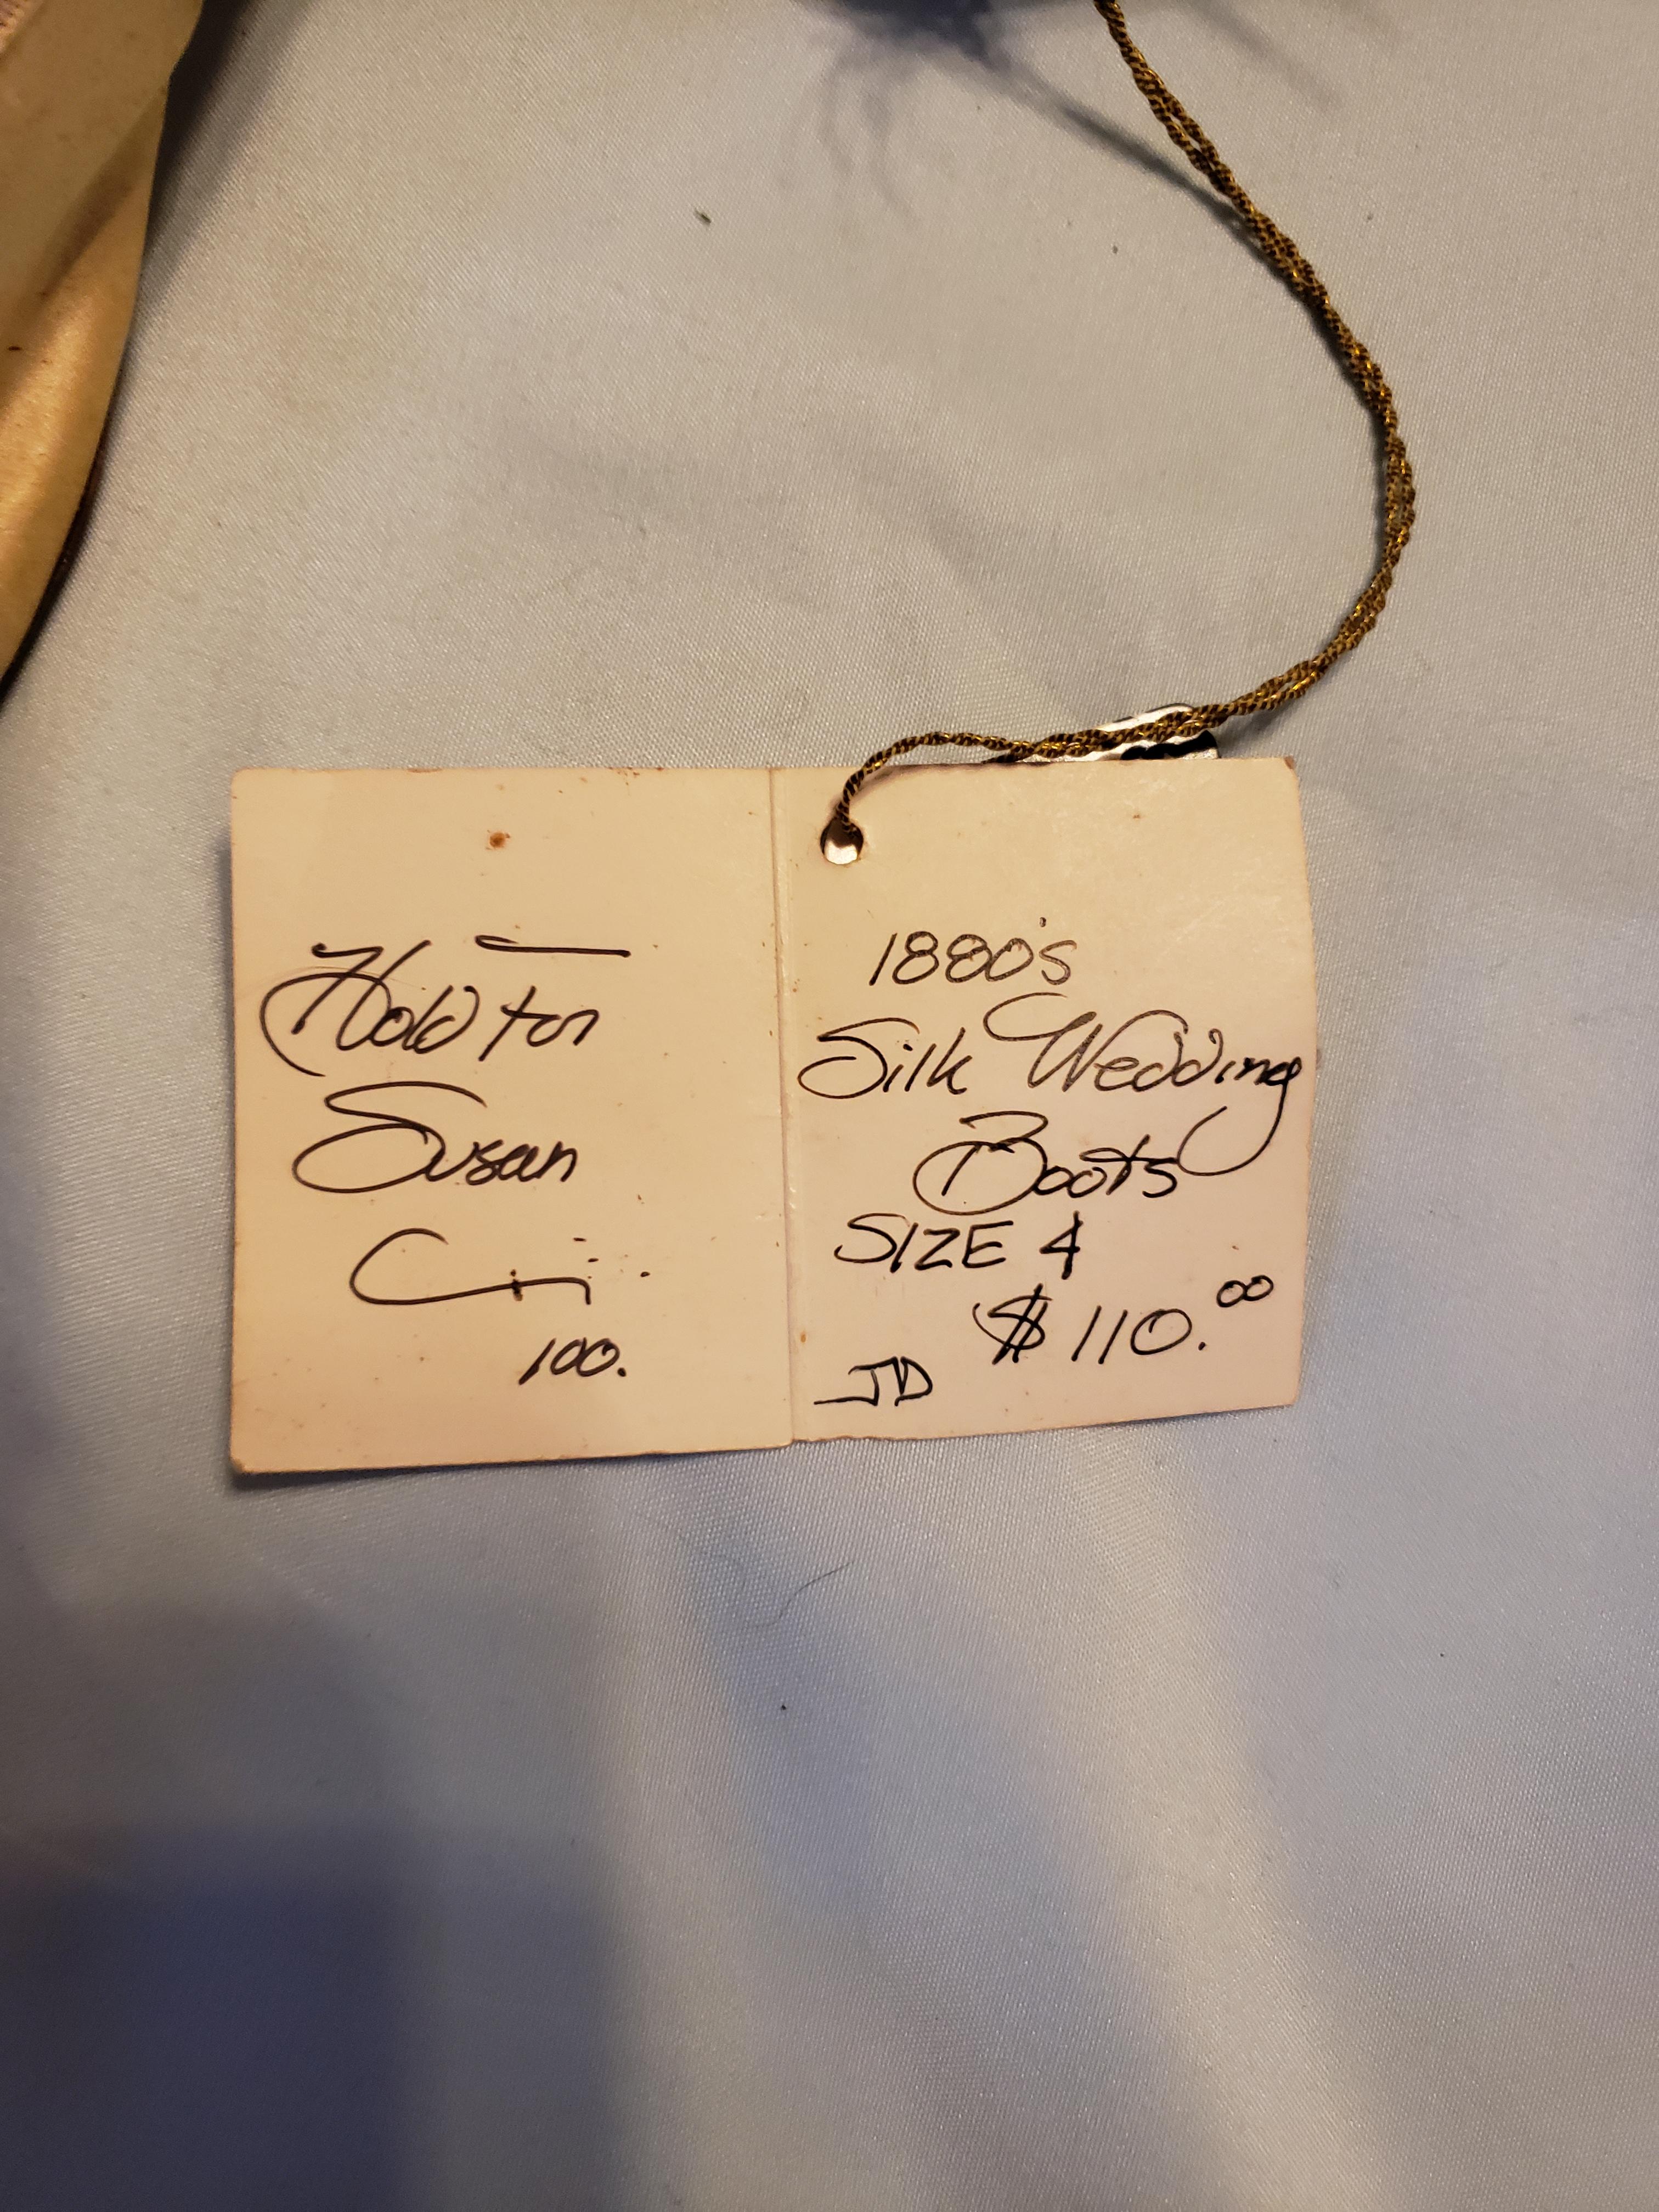 Hold for
Susan
100.
1880's
Silk Wedding
Boots
SIZE 4
$110.00
JD